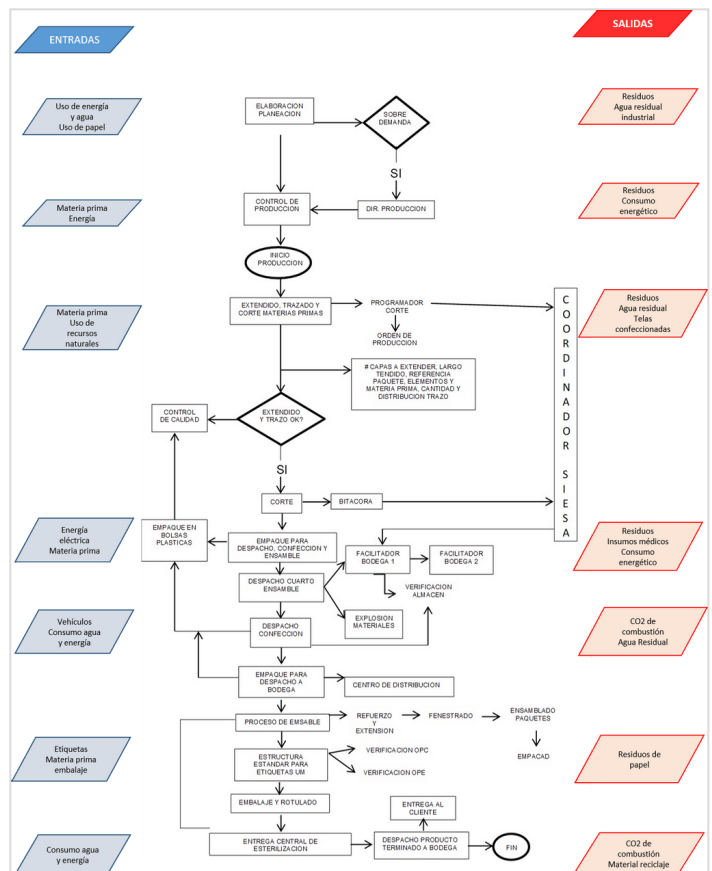 ENTRADAS
SALIDAS
Uso de energía
y agua
Uso de papel
ELABORACION
PLANEACION
SOBRE
DEMANDA
Residuos
Agua residual
industrial
SI
Materia prima
Energía
CONTROL DE
PRODUCCION
DIR. PRODUCCION
Residuos
Consumo
energético
INICIO
PRODUCCION
Materia prima
Uso de
recursos
naturales
EXTENDIDO, TRAZADO Y
CORTE MATERIAS PRIMAS
PROGRAMADOR
CORTE
ORDEN DE
PRODUCCION
COORDINADOR SIESA
Residuos
Agua residual
Telas
confeccionadas
# CAPAS A EXTENDER, LARGO
TENDIDO, REFERENCIA
PAQUETE, ELEMENTOS Y
MATERIA PRIMA, CANTIDAD Y
DISTRIBUCION TRAZO
CONTROL
DE CALIDAD
EXTENDIDO
Y TRAZO OK?
SI
CORTE
BITACORA
Energía
eléctrica
Materia prima
EMPAQUE EN
BOLSAS
PLASTICAS
EMPAQUE PARA
DESPACHO, CONFECCION Y
ENSAMBLE
FACILITADOR
BODEGA 1
FACILITADOR
BODEGA 2
Residuos
Insumos médicos
Consumo
energético
DESPACHO CUARTO
ENSAMBLE
VERIFICACION
ALMACEN
EXPLOSION
MATERIALES
Vehículos
Consumo agua
y energía
DESPACHO
CONFECCION
CO2 de
combustión
Agua Residual
EMPAQUE PARA
DESPACHO A
BODEGA
CENTRO DE DISTRIBUCION
PROCESO DE EMSABLE
REFUERZO
Y
EXTENSION
FENESTRADO
ENSAMBLADO
PAQUETES
EMPACAD
Etiquetas
Materia prima
embalaje
ESTRUCTURA
ESTANDAR PARA
ETIQUETAS UM
VERIFICACION OPC
VERIFICACION OPE
Residuos de
papel
EMBALAJE Y ROTULADO
ENTREGA AL
CLIENTE
Consumo agua
y energía
ENTREGA CENTRAL DE
ESTERILIZACION
DESPACHO PRODUCTO
TERMINADO A BODEGA
FIN
CO2 de
combustión
Material reciclaje